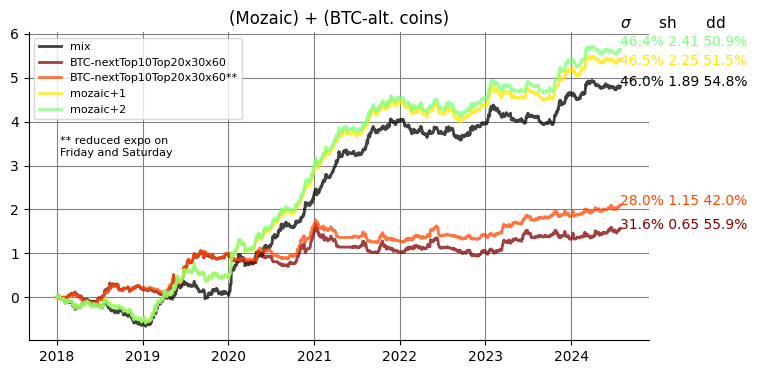 (Mozaic) + (BTC-alt. coins)
σ sh dd
46.4% 2.41 50.9%
46.5% 2.25 51.5%
46.0% 1.89 54.8%
28.0% 1.15 42.0%
31.6% 0.65 55.9%
mix
BTC-nextTop10Top20x30x60
BTC-nextTop10Top20x30x60**
mozaic+1
mozaic+2
** reduced expo on
Friday and Saturday
6
5
4
3
2
1
0
2018 2019 2020 2021 2022 2023 2024